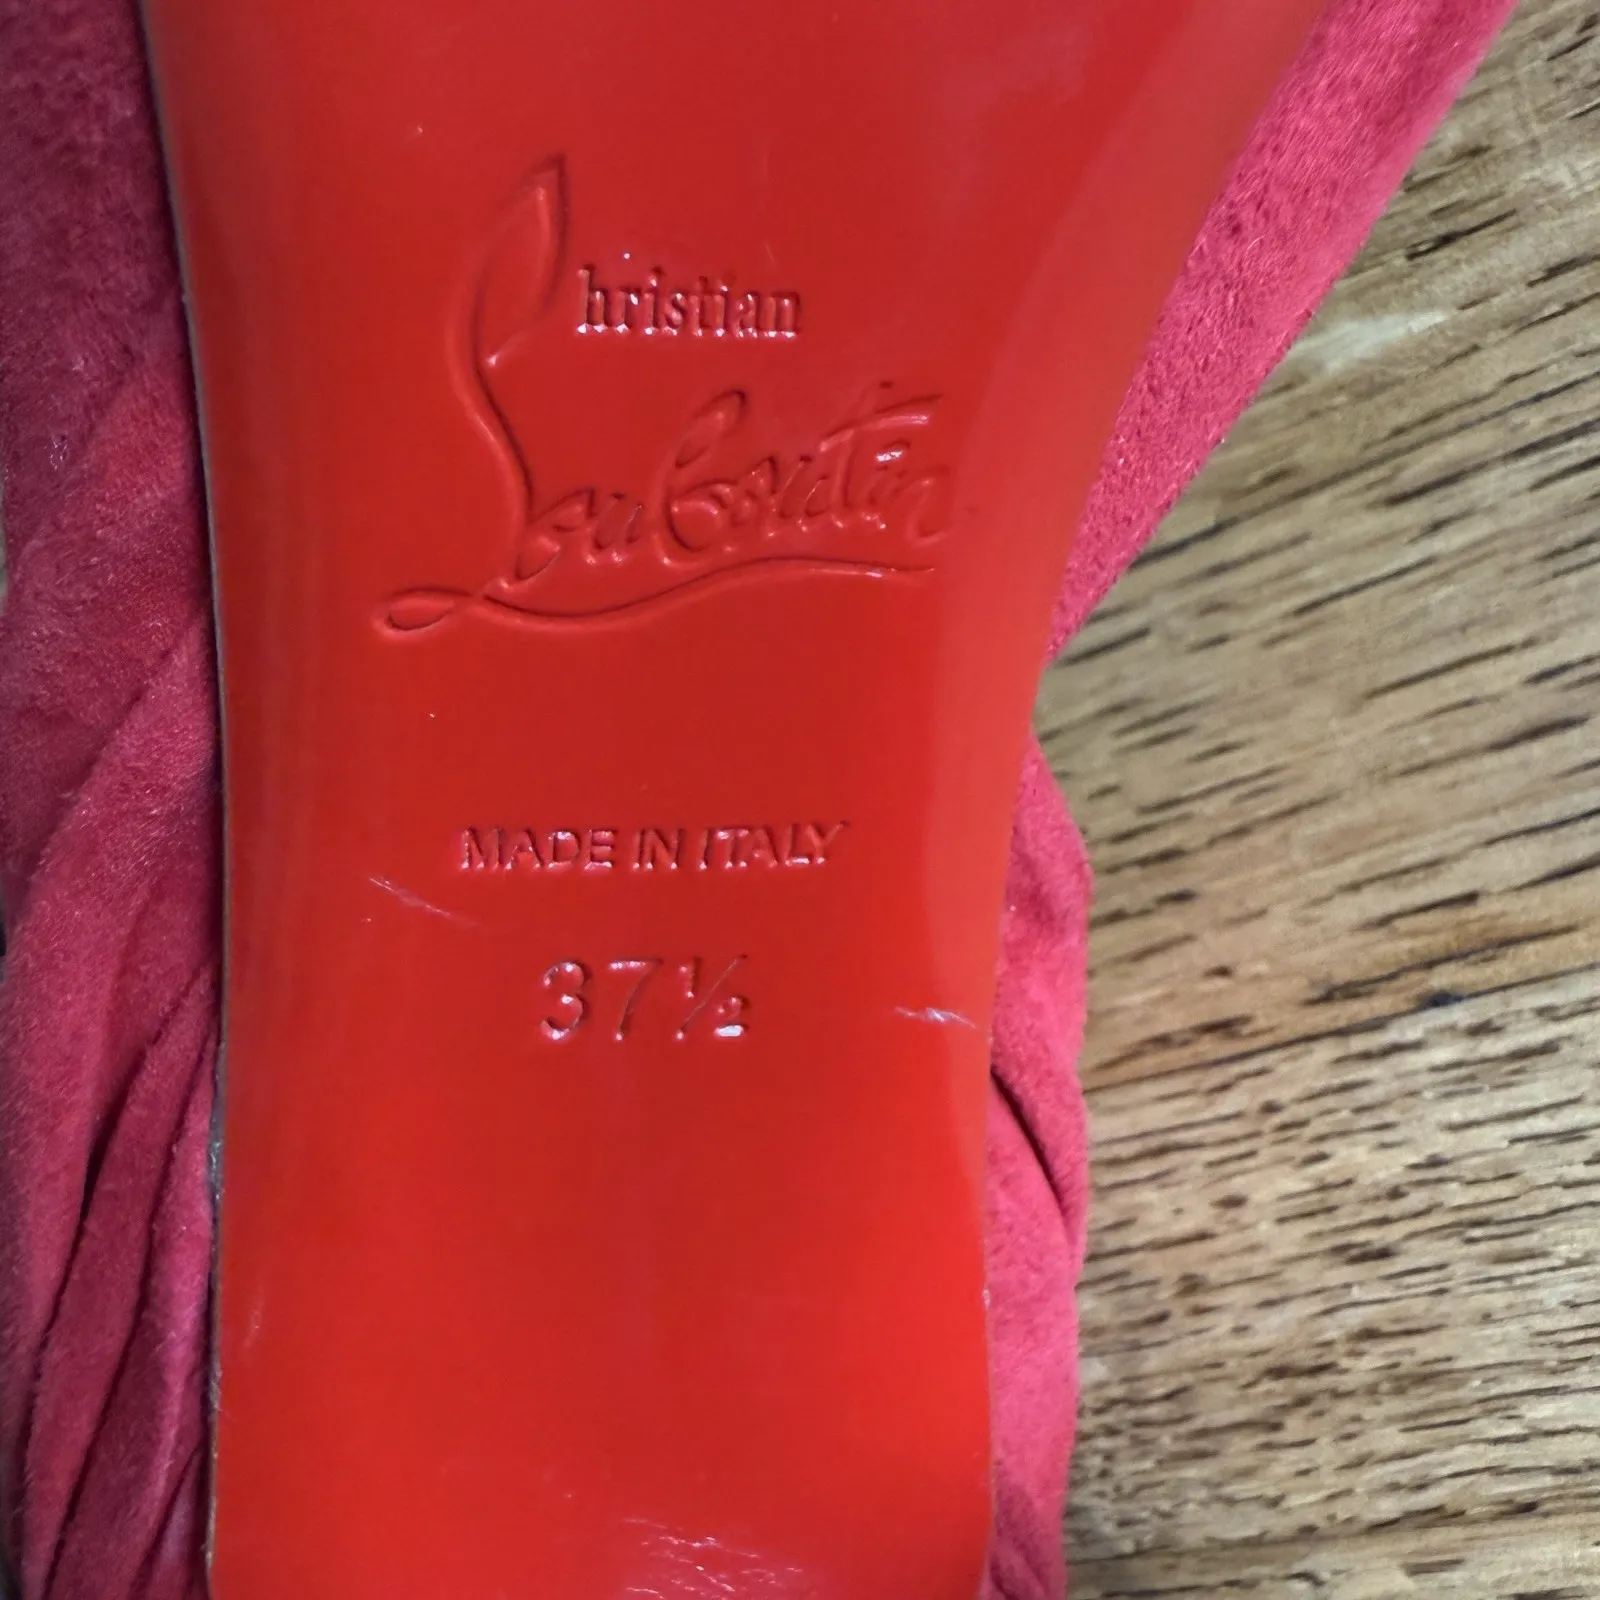 Christian
Louboutin
MADE IN ITALY
37½